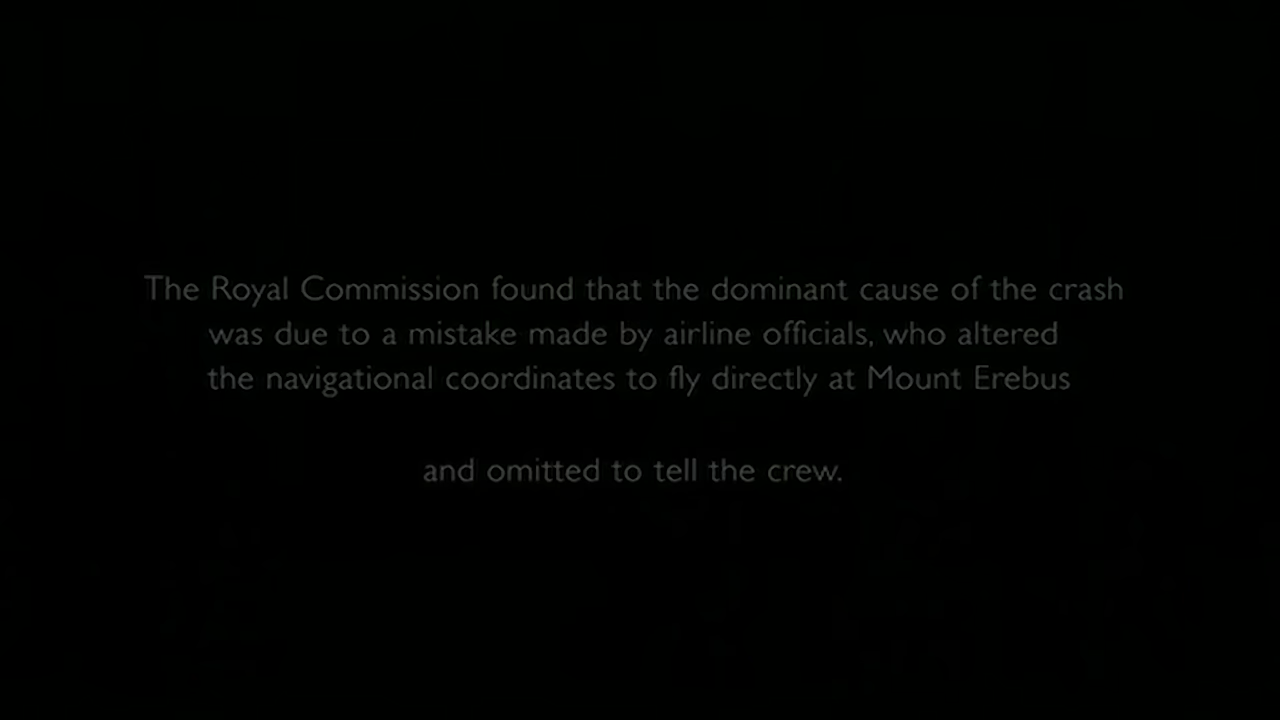 The Royal Commission found that the dominant cause of the crash
was due to a mistake made by airline officials, who altered
the navigational coordinates to fly directly at Mount Erebus
and omitted to tell the crew.